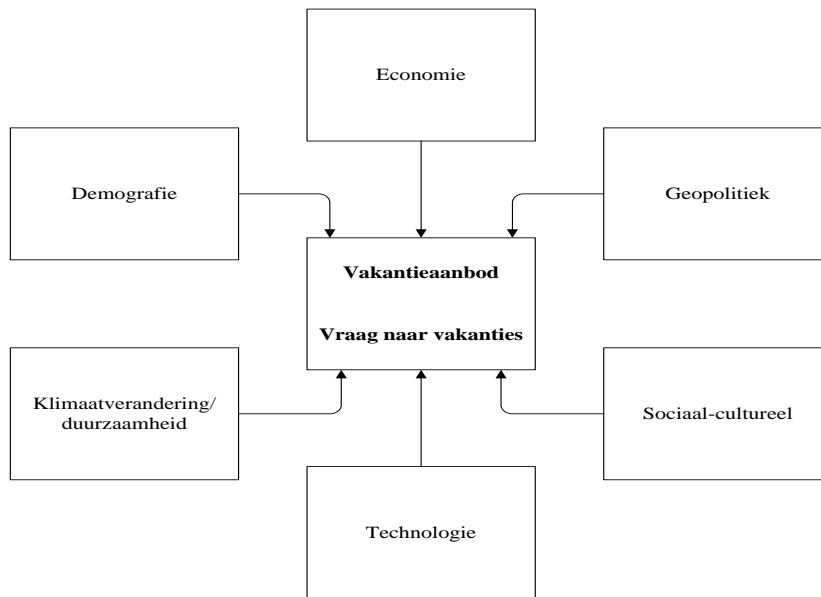 Economie
Demografie
Geopolitiek
Vakantieaanbod
Vraag naar vakanties
Klimaatverandering/
duurzaamheid
Sociaal-cultureel
Technologie